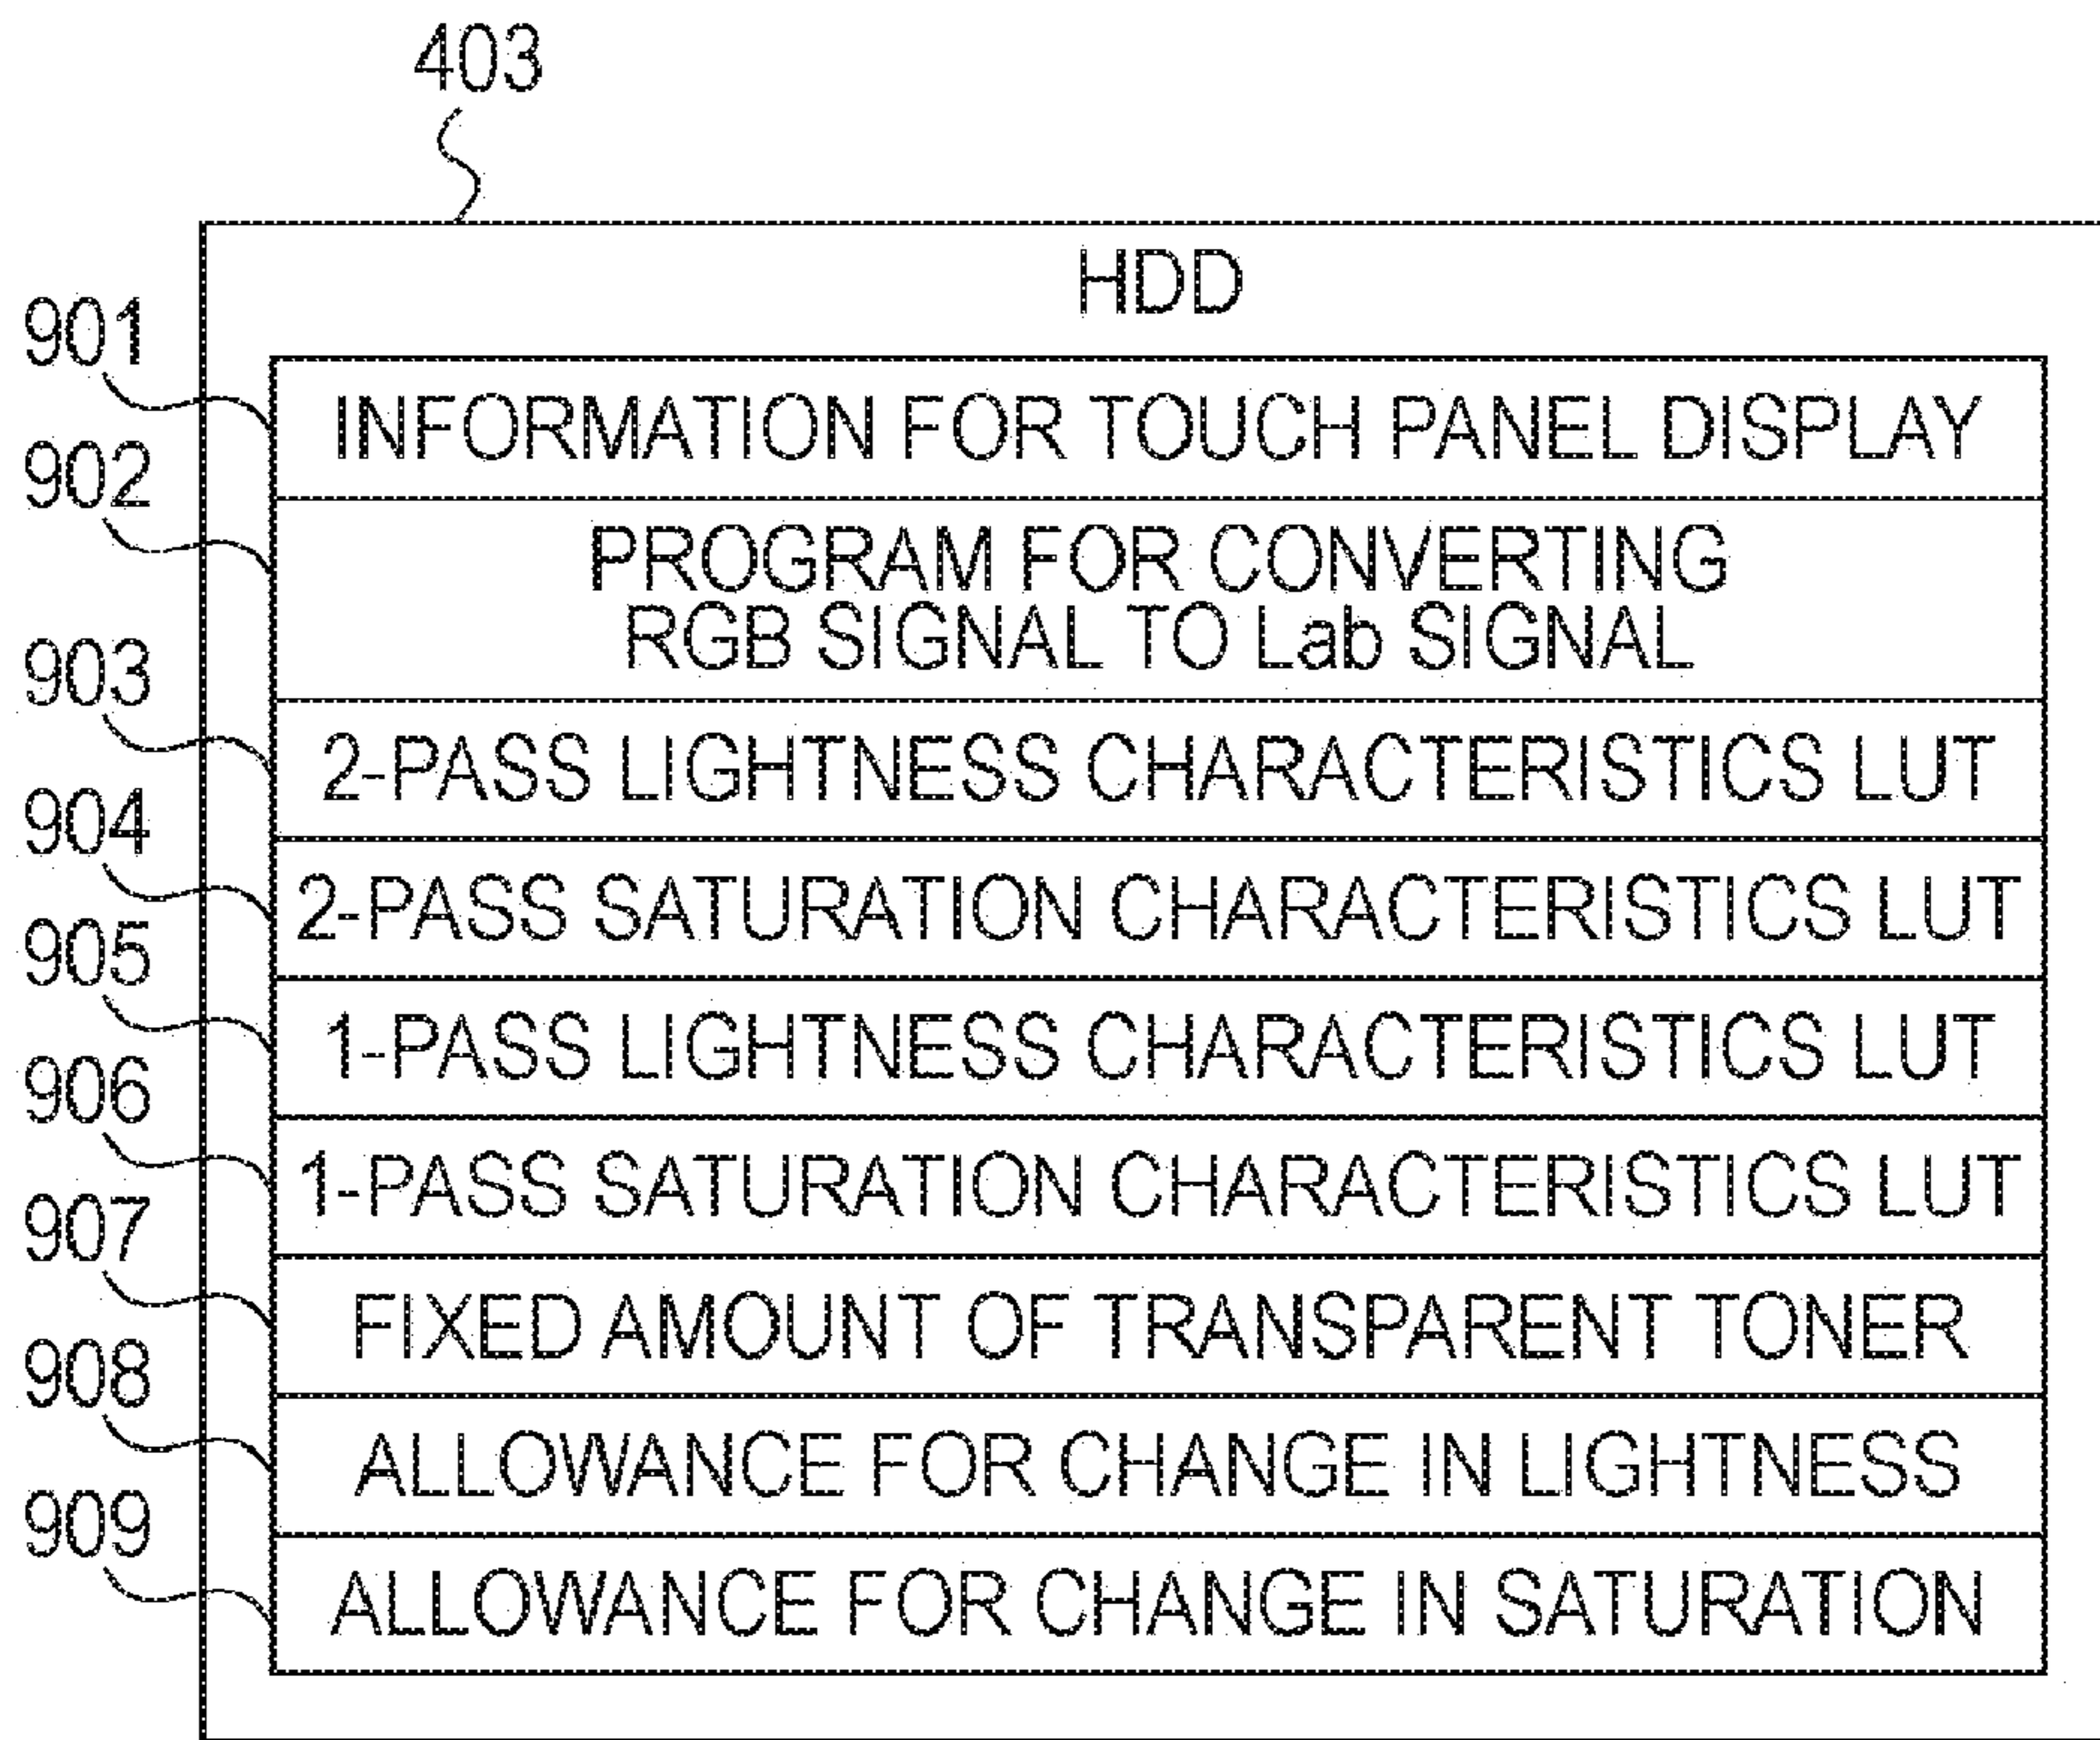 403
HDD
901
INFORMATION FOR TOUCH PANEL DISPLAY
902
PROGRAM FOR CONVERTING
RGB SIGNAL TO Lab SIGNAL
903
2-PASS LIGHTNESS CHARACTERISTICS LUT
904
2-PASS SATURATION CHARACTERISTICS LUT
905
1-PASS LIGHTNESS CHARACTERISTICS LUT
906
1-PASS SATURATION CHARACTERISTICS LUT
907
FIXED AMOUNT OF TRANSPARENT TONER
908
ALLOWANCE FOR CHANGE IN LIGHTNESS
909
ALLOWANCE FOR CHANGE IN SATURATION